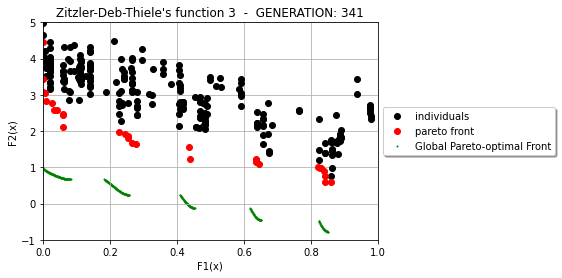 Zitzler-Deb-Thiele's function 3 - GENERATION: 341
5
4
3
2
1
0
-1
F2(x)
0.0 0.2 0.4 0.6 0.8 1.0
F1(x)
individuals
pareto front
Global Pareto-optimal Front